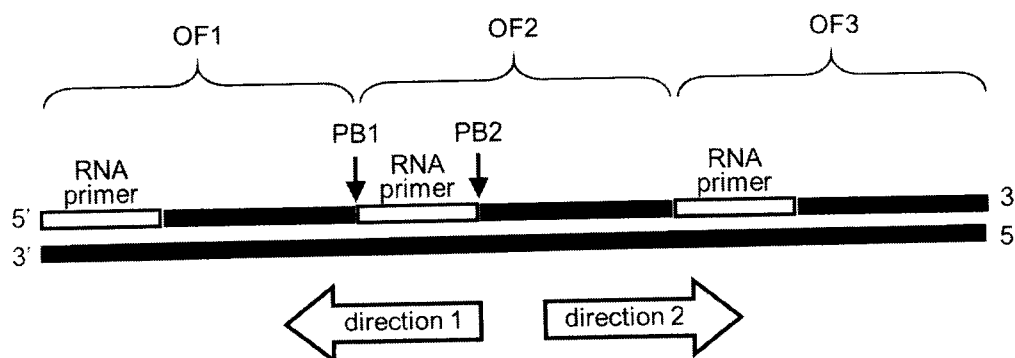 OF1 OF2 OF3
PB1 PB2
RNA primer
RNA primer
RNA primer
5' 3
3' 5
direction 1 direction 2